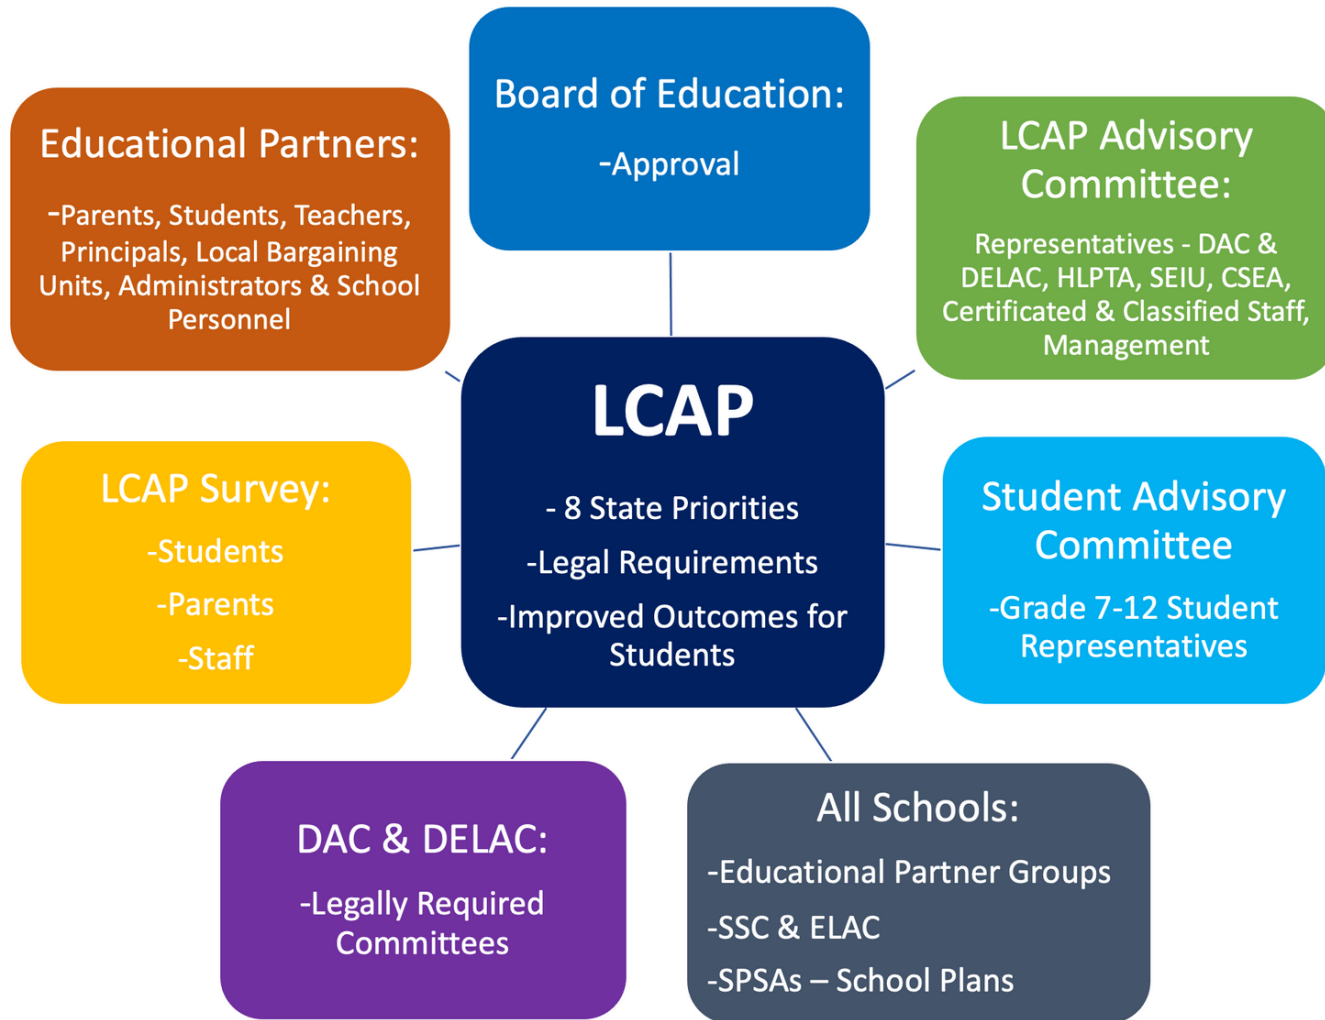 Board of Education:
-Approval
Educational Partners:
-Parents, Students, Teachers,
Principals, Local Bargaining
Units, Administrators & School
Personnel
LCAP Advisory
Committee:
Representatives - DAC &
DELAC, HLPTA, SEIU, CSEA,
Certificated & Classified Staff,
Management
LCAP
- 8 State Priorities
-Legal Requirements
-Improved Outcomes for
Students
LCAP Survey:
-Students
-Parents
-Staff
Student Advisory
Committee
-Grade 7-12 Student
Representatives
DAC & DELAC:
-Legally Required
Committees
All Schools:
-Educational Partner Groups
-SSC & ELAC
-SPSAs – School Plans